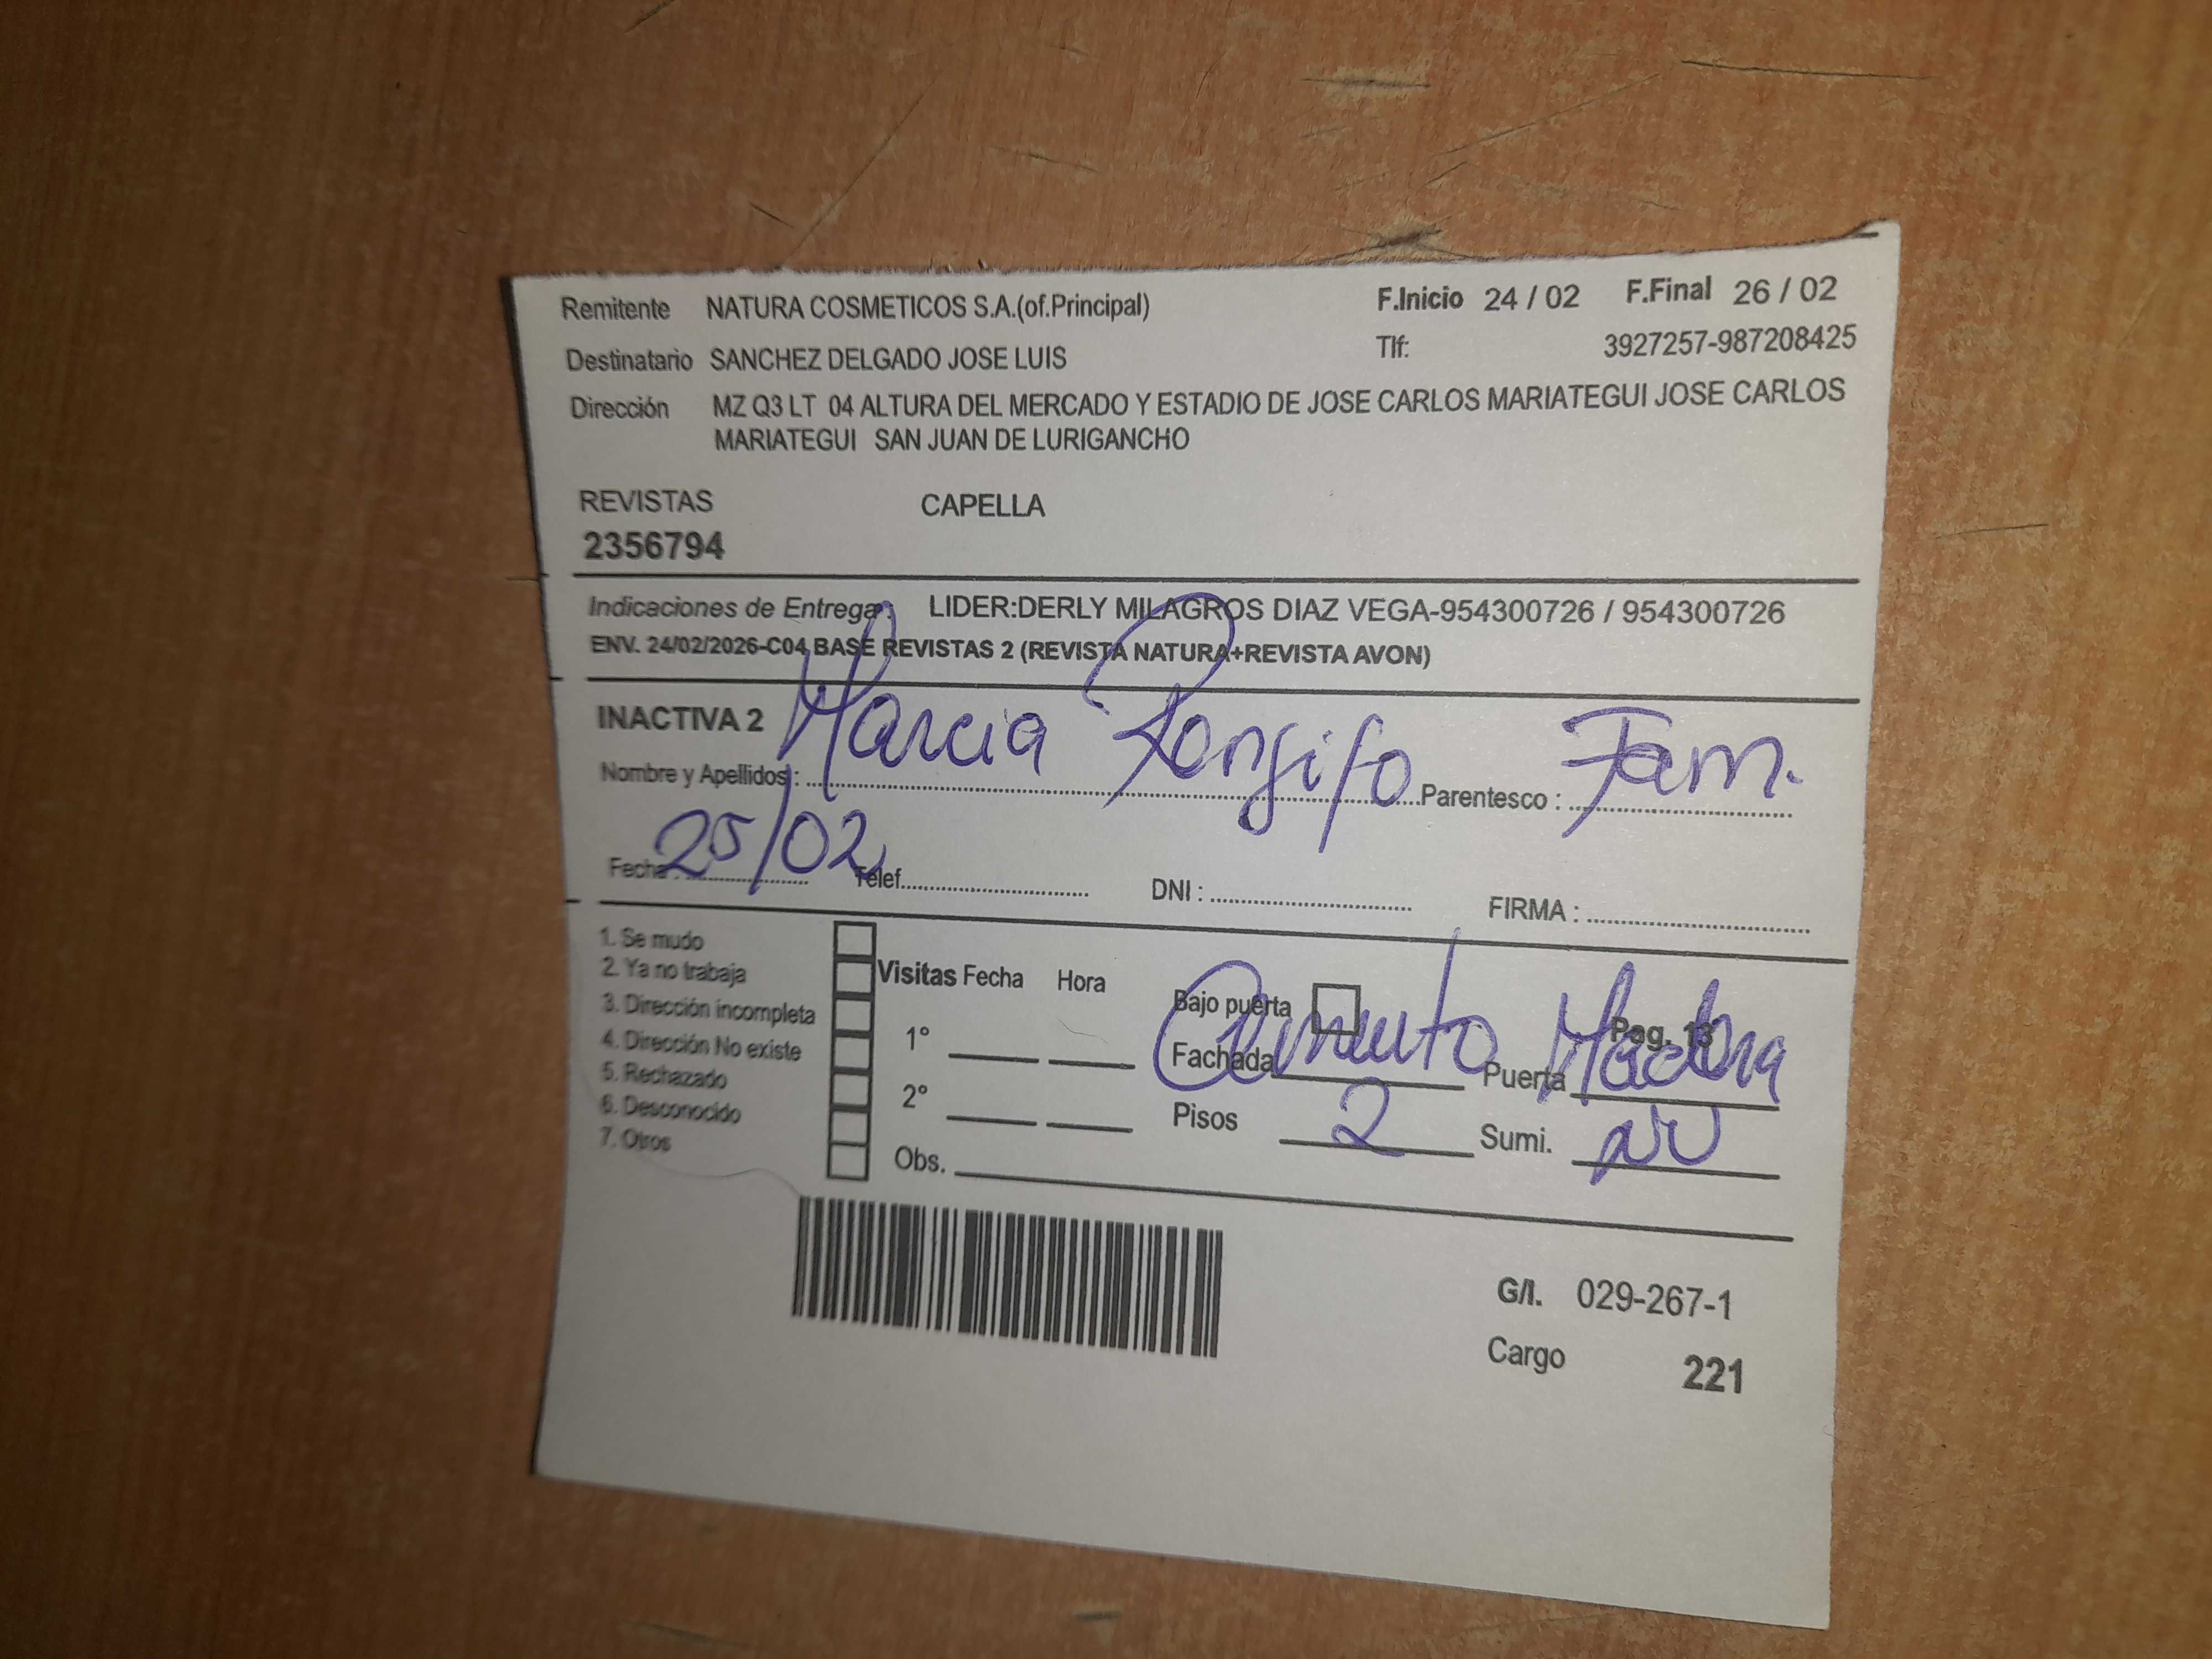 Remitente NATURA COSMETICOS S.A.(of.Principal) F.Inicio 24 / 02 F.Final 26 / 02
Destinatario SANCHEZ DELGADO JOSE LUIS Tlf: 3927257-987208425
Dirección MZ Q3 LT 04 ALTURA DEL MERCADO Y ESTADIO DE JOSE CARLOS MARIATEGUI JOSE CARLOS
MARIATEGUI SAN JUAN DE LURIGANCHO
REVISTAS CAPELLA
2356794
Indicaciones de Entrega : LIDER:DERLY MILAGROS DIAZ VEGA-954300726 / 954300726
ENV. 24/02/2026-C04 BASE REVISTAS 2 (REVISTA NATURA+REVISTA AVON)
INACTIVA 2
Nombre y Apellidos : Marcia Rengifo Parentesco : Fam.
Fecha : 25/02 Telef. DNI : FIRMA :
1. Se mudo
2. Ya no trabaja Visitas Fecha Hora
3. Dirección incompleta Bajo puerta Pag. 13
4. Dirección No existe 1° Fachada Cemento Puerta Madera
5. Rechazado
6. Desconocido 2° Pisos 2 Sumi.
7. Otros Obs.
G/I. 029-267-1
Cargo 221